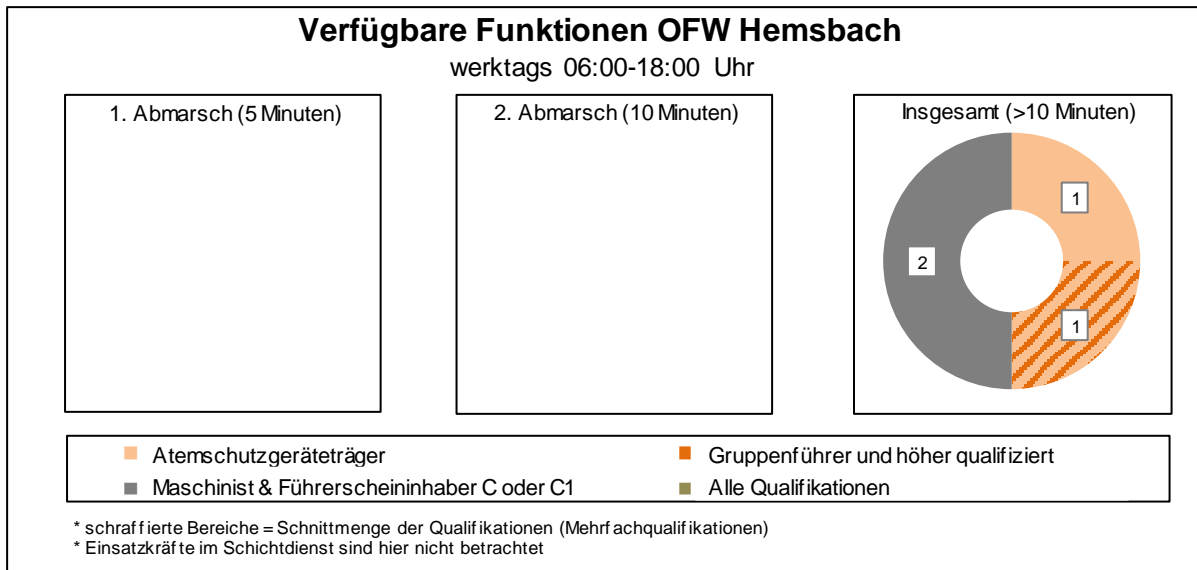 Verfügbare Funktionen OFW Hemsbach
werktags 06:00-18:00 Uhr
1. Abmarsch (5 Minuten)
2. Abmarsch (10 Minuten)
Insgesamt (>10 Minuten)
1
2
1
Atemschutzgeräteträger
Gruppenführer und höher qualifiziert
Maschinist & Führerscheininhaber C oder C1
Alle Qualifikationen
* schraffierte Bereiche = Schnittmenge der Qualifikationen (Mehrfachqualifikationen)
* Einsatzkräfte im Schichtdienst sind hier nicht betrachtet